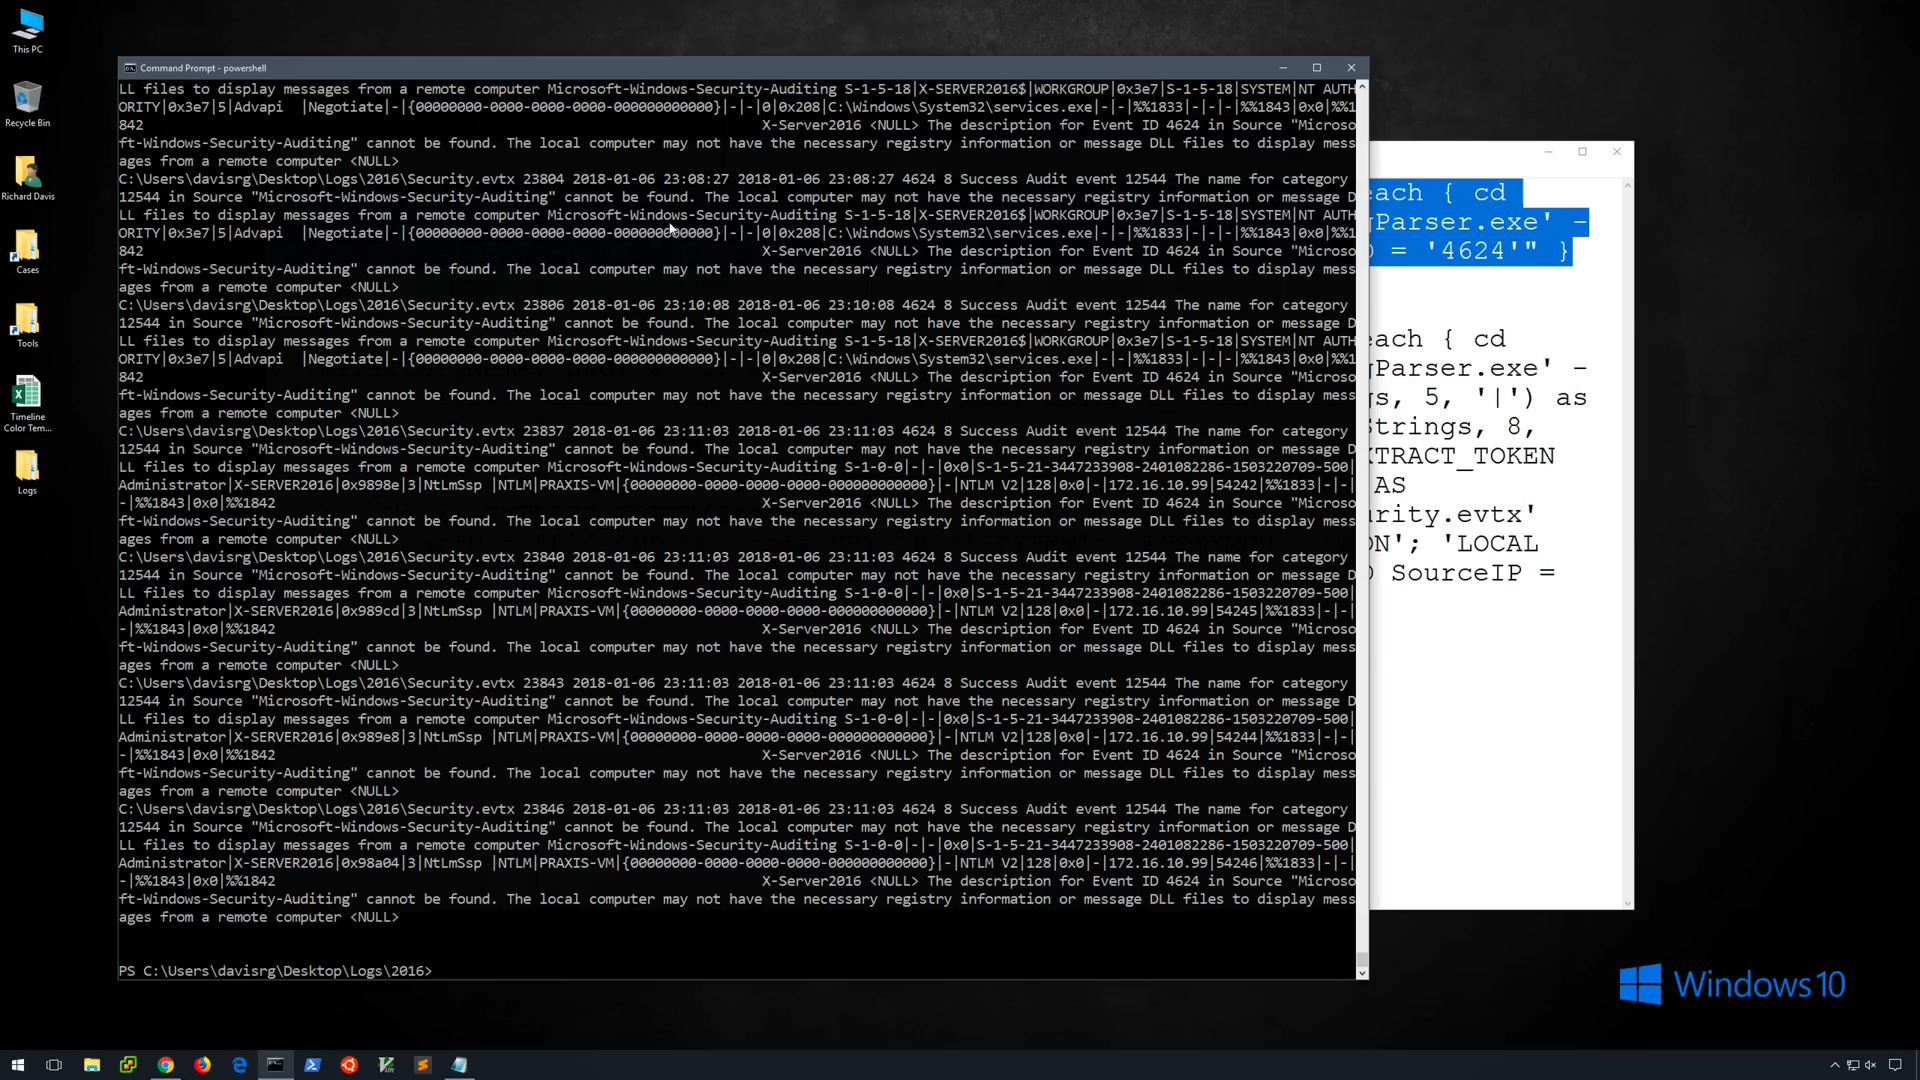 This PC
Recycle Bin
Richard Davis
Cases
Tools
Timeline
Color Tem...
Logs
Command Prompt - powershell
LL files to display messages from a remote computer Microsoft-Windows-Security-Auditing S-1-5-18|X-SERVER2016$|WORKGROUP|0x3e7|S-1-5-18|SYSTEM|NT AUTH
ORITY|0x3e7|5|Advapi  |Negotiate|-|{00000000-0000-0000-0000-000000000000}|-|-|0|0x208|C:\Windows\System32\services.exe|-|-|%%1833|-|-|-|%%1843|0x0|%%1
842 X-Server2016 <NULL> The description for Event ID 4624 in Source "Microso
ft-Windows-Security-Auditing" cannot be found. The local computer may not have the necessary registry information or message DLL files to display mess
ages from a remote computer <NULL>
C:\Users\davisrg\Desktop\Logs\2016\Security.evtx 23804 2018-01-06 23:08:27 2018-01-06 23:08:27 4624 8 Success Audit event 12544 The name for category
12544 in Source "Microsoft-Windows-Security-Auditing" cannot be found. The local computer may not have the necessary registry information or message D
LL files to display messages from a remote computer Microsoft-Windows-Security-Auditing S-1-5-18|X-SERVER2016$|WORKGROUP|0x3e7|S-1-5-18|SYSTEM|NT AUTH
ORITY|0x3e7|5|Advapi  |Negotiate|-|{00000000-0000-0000-0000-000000000000}|-|-|0|0x208|C:\Windows\System32\services.exe|-|-|%%1833|-|-|-|%%1843|0x0|%%1
842 X-Server2016 <NULL> The description for Event ID 4624 in Source "Microso
ft-Windows-Security-Auditing" cannot be found. The local computer may not have the necessary registry information or message DLL files to display mess
ages from a remote computer <NULL>
C:\Users\davisrg\Desktop\Logs\2016\Security.evtx 23806 2018-01-06 23:10:08 2018-01-06 23:10:08 4624 8 Success Audit event 12544 The name for category
12544 in Source "Microsoft-Windows-Security-Auditing" cannot be found. The local computer may not have the necessary registry information or message D
LL files to display messages from a remote computer Microsoft-Windows-Security-Auditing S-1-5-18|X-SERVER2016$|WORKGROUP|0x3e7|S-1-5-18|SYSTEM|NT AUTH
ORITY|0x3e7|5|Advapi  |Negotiate|-|{00000000-0000-0000-0000-000000000000}|-|-|0|0x208|C:\Windows\System32\services.exe|-|-|%%1833|-|-|-|%%1843|0x0|%%1
842 X-Server2016 <NULL> The description for Event ID 4624 in Source "Microso
ft-Windows-Security-Auditing" cannot be found. The local computer may not have the necessary registry information or message DLL files to display mess
ages from a remote computer <NULL>
C:\Users\davisrg\Desktop\Logs\2016\Security.evtx 23837 2018-01-06 23:11:03 2018-01-06 23:11:03 4624 8 Success Audit event 12544 The name for category
12544 in Source "Microsoft-Windows-Security-Auditing" cannot be found. The local computer may not have the necessary registry information or message D
LL files to display messages from a remote computer Microsoft-Windows-Security-Auditing S-1-0-0|-|-|0x0|S-1-5-21-3447233908-2401082286-1503220709-500|
Administrator|X-SERVER2016|0x9898e|3|NtLmSsp |NTLM|PRAXIS-VM|{00000000-0000-0000-0000-000000000000}|-|NTLM V2|128|0x0|-|172.16.10.99|54242|%%1833|-|-|
-|%%1843|0x0|%%1842 X-Server2016 <NULL> The description for Event ID 4624 in Source "Microso
ft-Windows-Security-Auditing" cannot be found. The local computer may not have the necessary registry information or message DLL files to display mess
ages from a remote computer <NULL>
C:\Users\davisrg\Desktop\Logs\2016\Security.evtx 23840 2018-01-06 23:11:03 2018-01-06 23:11:03 4624 8 Success Audit event 12544 The name for category
12544 in Source "Microsoft-Windows-Security-Auditing" cannot be found. The local computer may not have the necessary registry information or message D
LL files to display messages from a remote computer Microsoft-Windows-Security-Auditing S-1-0-0|-|-|0x0|S-1-5-21-3447233908-2401082286-1503220709-500|
Administrator|X-SERVER2016|0x989cd|3|NtLmSsp |NTLM|PRAXIS-VM|{00000000-0000-0000-0000-000000000000}|-|NTLM V2|128|0x0|-|172.16.10.99|54245|%%1833|-|-|
-|%%1843|0x0|%%1842 X-Server2016 <NULL> The description for Event ID 4624 in Source "Microso
ft-Windows-Security-Auditing" cannot be found. The local computer may not have the necessary registry information or message DLL files to display mess
ages from a remote computer <NULL>
C:\Users\davisrg\Desktop\Logs\2016\Security.evtx 23843 2018-01-06 23:11:03 2018-01-06 23:11:03 4624 8 Success Audit event 12544 The name for category
12544 in Source "Microsoft-Windows-Security-Auditing" cannot be found. The local computer may not have the necessary registry information or message D
LL files to display messages from a remote computer Microsoft-Windows-Security-Auditing S-1-0-0|-|-|0x0|S-1-5-21-3447233908-2401082286-1503220709-500|
Administrator|X-SERVER2016|0x989e8|3|NtLmSsp |NTLM|PRAXIS-VM|{00000000-0000-0000-0000-000000000000}|-|NTLM V2|128|0x0|-|172.16.10.99|54244|%%1833|-|-|
-|%%1843|0x0|%%1842 X-Server2016 <NULL> The description for Event ID 4624 in Source "Microso
ft-Windows-Security-Auditing" cannot be found. The local computer may not have the necessary registry information or message DLL files to display mess
ages from a remote computer <NULL>
C:\Users\davisrg\Desktop\Logs\2016\Security.evtx 23846 2018-01-06 23:11:03 2018-01-06 23:11:03 4624 8 Success Audit event 12544 The name for category
12544 in Source "Microsoft-Windows-Security-Auditing" cannot be found. The local computer may not have the necessary registry information or message D
LL files to display messages from a remote computer Microsoft-Windows-Security-Auditing S-1-0-0|-|-|0x0|S-1-5-21-3447233908-2401082286-1503220709-500|
Administrator|X-SERVER2016|0x98a04|3|NtLmSsp |NTLM|PRAXIS-VM|{00000000-0000-0000-0000-000000000000}|-|NTLM V2|128|0x0|-|172.16.10.99|54246|%%1833|-|-|
-|%%1843|0x0|%%1842 X-Server2016 <NULL> The description for Event ID 4624 in Source "Microso
ft-Windows-Security-Auditing" cannot be found. The local computer may not have the necessary registry information or message DLL files to display mess
ages from a remote computer <NULL>
PS C:\Users\davisrg\Desktop\Logs\2016>
each { cd
gParser.exe' -
= '4624'" }
each { cd
gParser.exe' -
gs, 5, '|') as
Strings, 8,
XTRACT_TOKEN
AS
urity.evtx'
ON'; 'LOCAL
SourceIP =
Windows 10